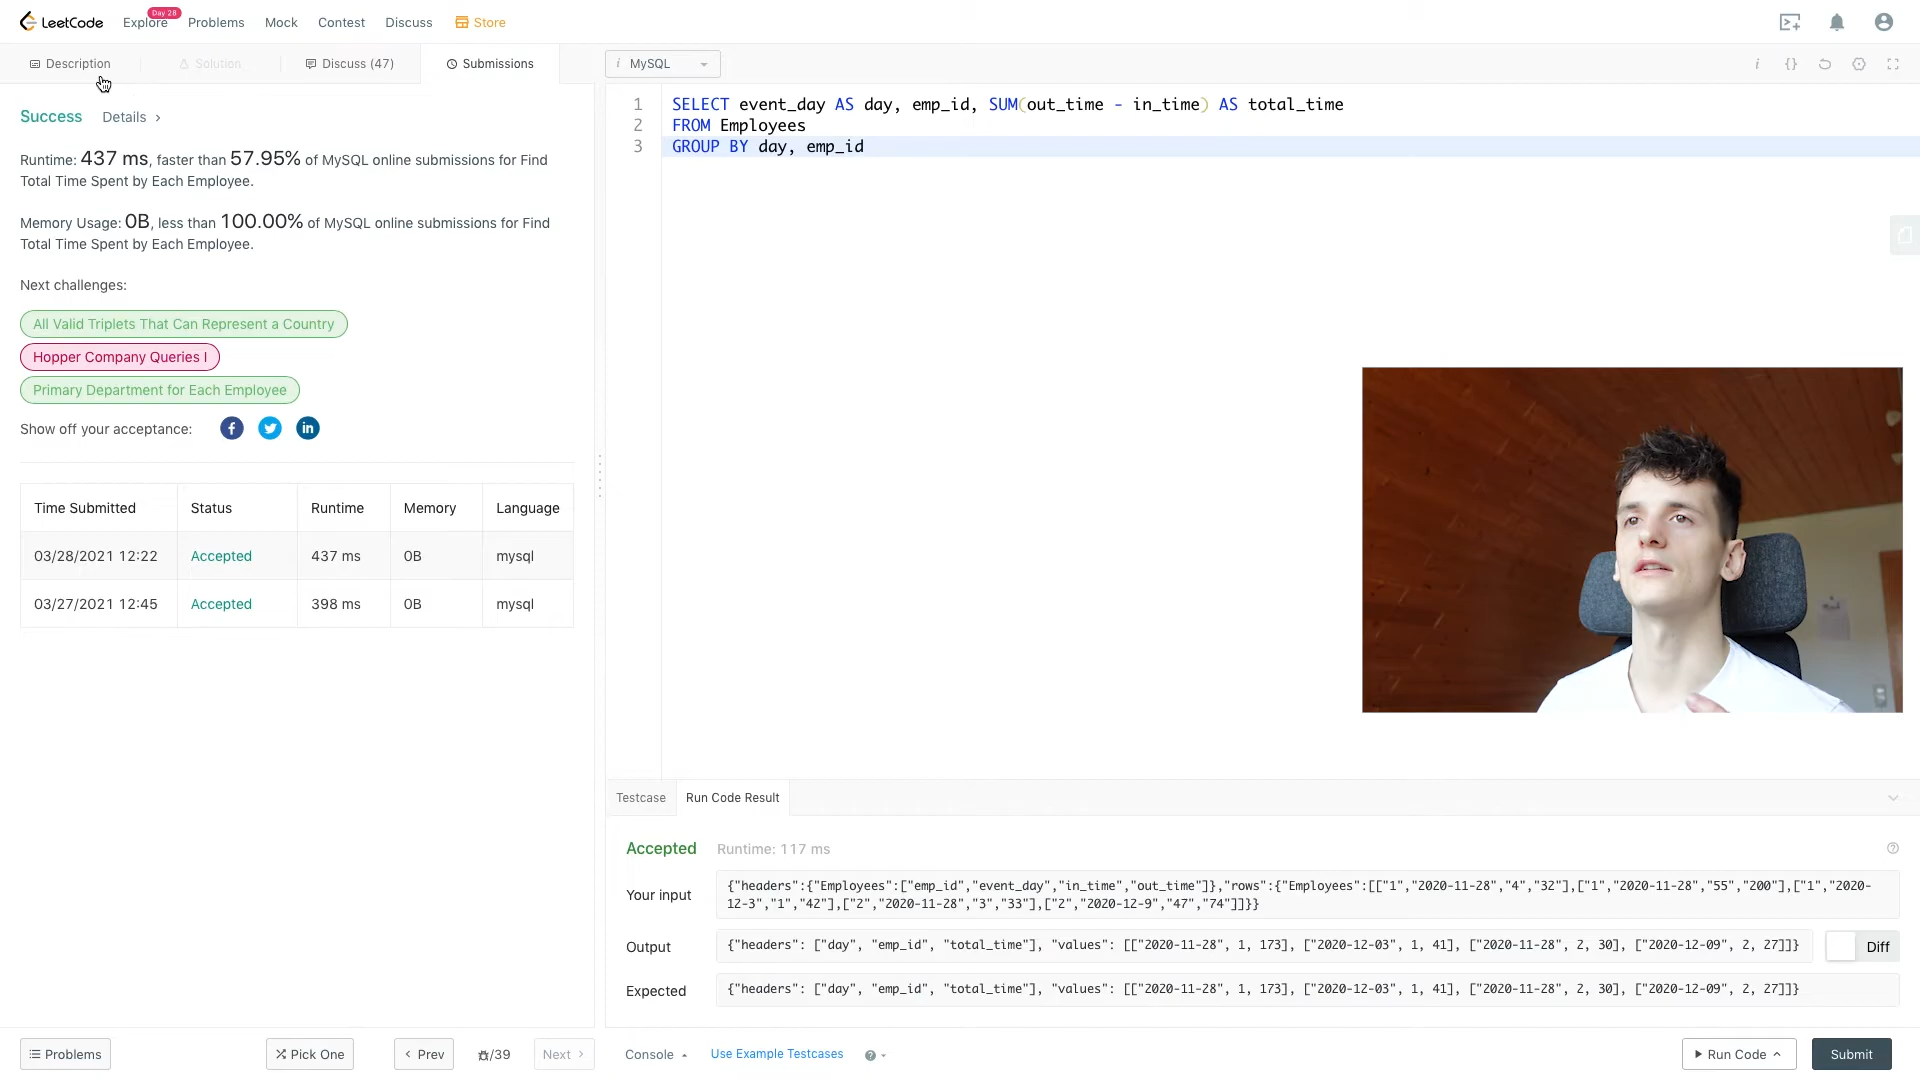 LeetCode
Explore
Day 28
Problems
Mock
Contest
Discuss
Store
Description
Solution
Discuss (47)
Submissions
i MySQL
i {}
Success
Details >
Runtime: 437 ms, faster than 57.95% of MySQL online submissions for Find
Total Time Spent by Each Employee.
Memory Usage: 0B, less than 100.00% of MySQL online submissions for Find
Total Time Spent by Each Employee.
Next challenges:
All Valid Triplets That Can Represent a Country
Hopper Company Queries I
Primary Department for Each Employee
Show off your acceptance:
Time Submitted Status Runtime Memory Language
03/28/2021 12:22 Accepted 437 ms 0B mysql
03/27/2021 12:45 Accepted 398 ms 0B mysql
1 SELECT event_day AS day, emp_id, SUM(out_time - in_time) AS total_time
2 FROM Employees
3 GROUP BY day, emp_id
Testcase
Run Code Result
Accepted
Runtime: 117 ms
Your input
{"headers":{"Employees":["emp_id","event_day","in_time","out_time"]},"rows":{"Employees":[["1","2020-11-28","4","32"],["1","2020-11-28","55","200"],["1","2020-
12-3","1","42"],["2","2020-11-28","3","33"],["2","2020-12-9","47","74"]]}}
Output
{"headers": ["day", "emp_id", "total_time"], "values": [["2020-11-28", 1, 173], ["2020-12-03", 1, 41], ["2020-11-28", 2, 30], ["2020-12-09", 2, 27]]}
Diff
Expected
{"headers": ["day", "emp_id", "total_time"], "values": [["2020-11-28", 1, 173], ["2020-12-03", 1, 41], ["2020-11-28", 2, 30], ["2020-12-09", 2, 27]]}
Problems
Pick One
< Prev
/39
Next >
Console
Use Example Testcases
Run Code
Submit